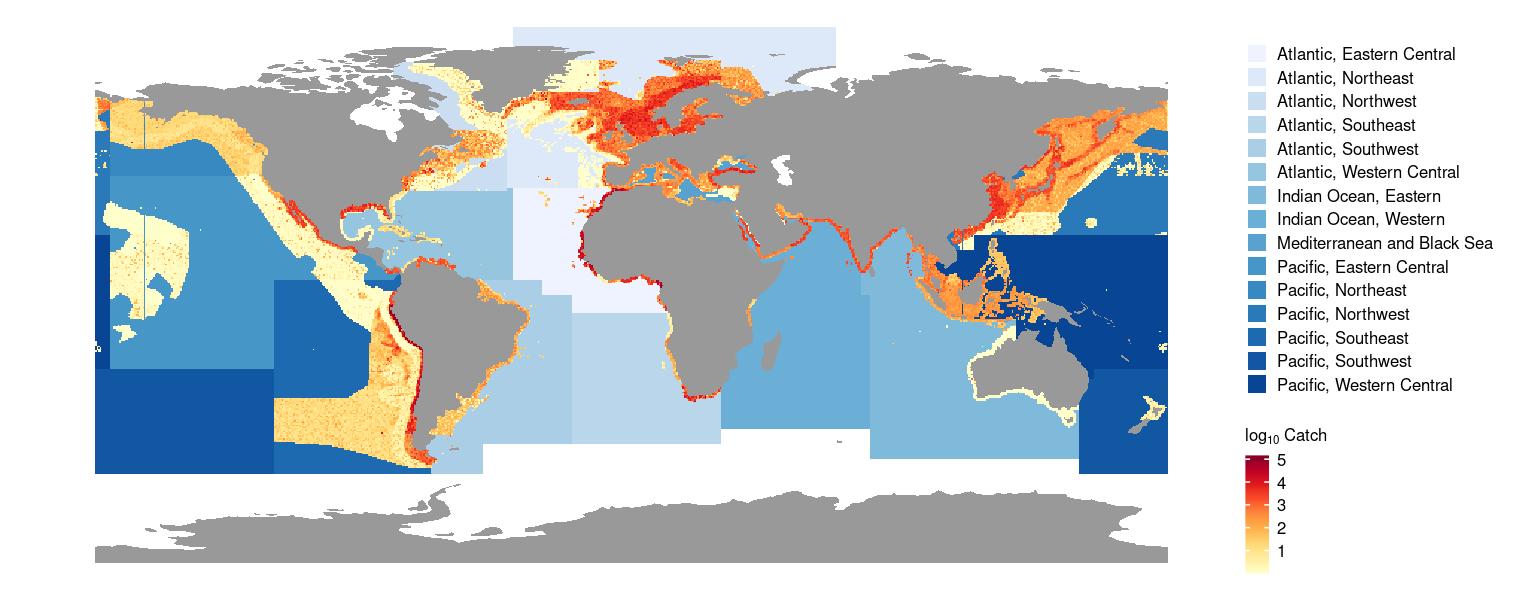 Atlantic, Eastern Central
Atlantic, Northeast
Atlantic, Northwest
Atlantic, Southeast
Atlantic, Southwest
Atlantic, Western Central
Indian Ocean, Eastern
Indian Ocean, Western
Mediterranean and Black Sea
Pacific, Eastern Central
Pacific, Northeast
Pacific, Northwest
Pacific, Southeast
Pacific, Southwest
Pacific, Western Central
log₁₀ Catch
5
4
3
2
1